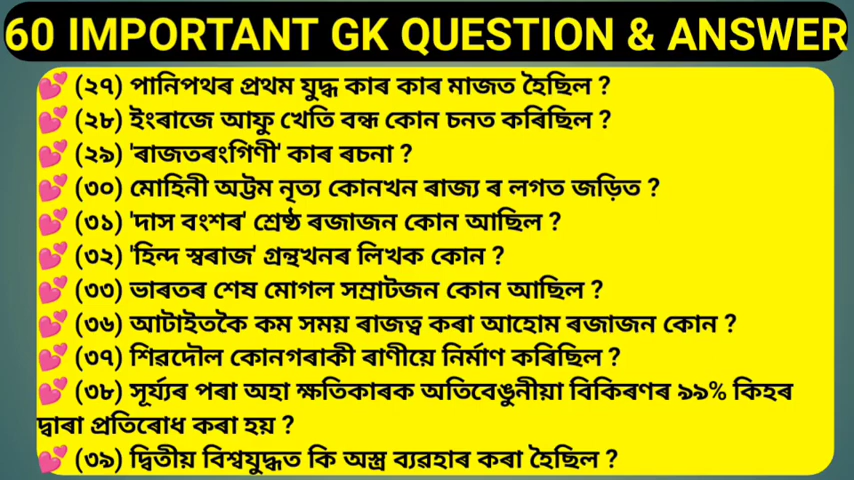 60 IMPORTANT GK QUESTION & ANSWER
💕 (২৭) পানিপথৰ প্ৰথম যুদ্ধ কাৰ কাৰ মাজত হৈছিল ?
💕 (২৮) ইংৰাজে আফু খেতি বন্ধ কোন চনত কৰিছিল ?
💕 (২৯) 'ৰাজতৰংগিণী' কাৰ ৰচনা ?
💕 (৩০) মোহিনী অট্টম নৃত্য কোনখন ৰাজ্য ৰ লগত জড়িত ?
💕 (৩১) 'দাস বংশৰ' শ্ৰেষ্ঠ ৰজাজন কোন আছিল ?
💕 (৩২) 'হিন্দ স্বৰাজ' গ্ৰন্থখনৰ লিখক কোন ?
💕 (৩৩) ভাৰতৰ শেষ মোগল সম্ৰাটজন কোন আছিল ?
💕 (৩৬) আটাইতকৈ কম সময় ৰাজত্ব কৰা আহোম ৰজাজন কোন ?
💕 (৩৭) শিৱদৌল কোনগৰাকী ৰাণীয়ে নিৰ্মাণ কৰিছিল ?
💕 (৩৮) সূৰ্য্যৰ পৰা অহা ক্ষতিকাৰক অতিবেঙুনীয়া বিকিৰণৰ ৯৯% কিহৰ
দ্বাৰা প্ৰতিৰোধ কৰা হয় ?
💕 (৩৯) দ্বিতীয় বিশ্বযুদ্ধত কি অস্ত্ৰ ব্যৱহাৰ কৰা হৈছিল ?